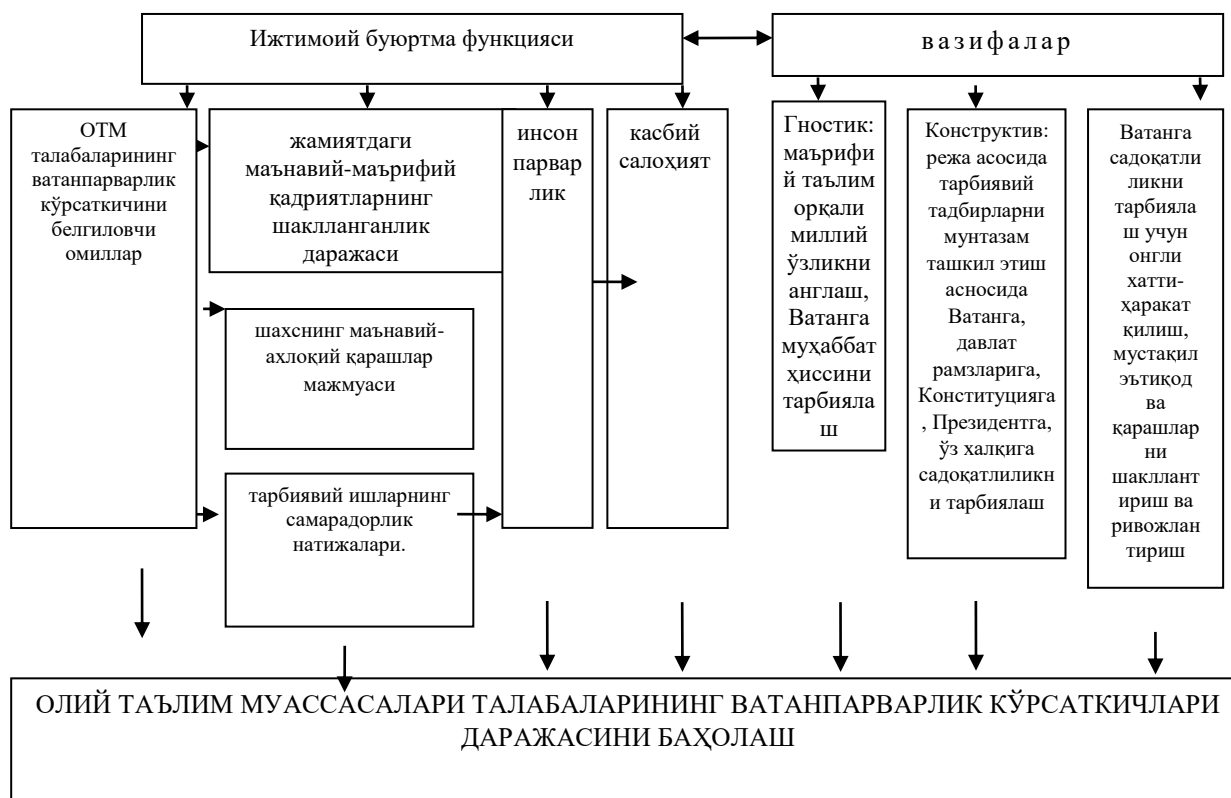 Ижтимоий буюртма функцияси
вазифалар
ОТМ
талабаларининг
ватанпарварлик
кўрсаткичини
белгиловчи
омиллар
жамиятдаги
маънавий-маърифий
қадриятларнинг
шаклланганлик
даражаси
шахснинг маънавий-
ахлоқий қарашлар
мажмуаси
тарбиявий ишларнинг
самарадорлик
натижалари.
инсон
парвар
лик
касбий
салоҳият
Гностик:
маърифи
й таълим
орқали
миллий
ўзликни
англаш,
Ватанга
муҳаббат
ҳиссини
тарбияла
ш
Конструктив:
режа асосида
тарбиявий
тадбирларни
мунтазам
ташкил этиш
асносида
Ватанга,
давлат
рамзларига,
Конституцияга
, Президентга,
ўз халқига
садоқатлиликн
и тарбиялаш
Ватанга
садоқатли
ликни
тарбияла
ш учун
онгли
хатти-
ҳаракат
қилиш,
мустақил
эътиқод
ва
қарашлар
ни
шакллант
ириш ва
ривожлан
тириш
ОЛИЙ ТАЪЛИМ МУАССАСАЛАРИ ТАЛАБАЛАРИНИНГ ВАТАНПАРВАРЛИК КЎРСАТКИЧЛАРИ
ДАРАЖАСИНИ БАҲОЛАШ